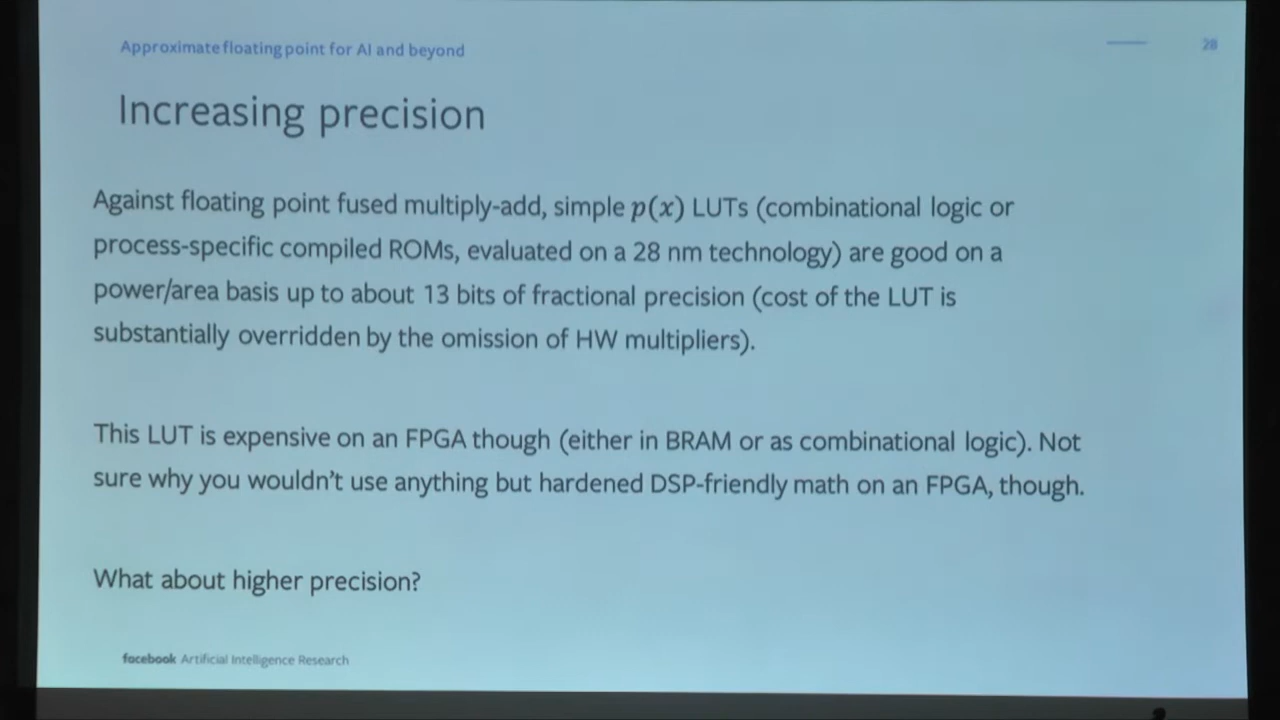 Approximate floating point for AI and beyond
28
Increasing precision
Against floating point fused multiply-add, simple p(x) LUTs (combinational logic or
process-specific compiled ROMs, evaluated on a 28 nm technology) are good on a
power/area basis up to about 13 bits of fractional precision (cost of the LUT is
substantially overridden by the omission of HW multipliers).
This LUT is expensive on an FPGA though (either in BRAM or as combinational logic). Not
sure why you wouldn't use anything but hardened DSP-friendly math on an FPGA, though.
What about higher precision?
facebook Artificial Intelligence Research